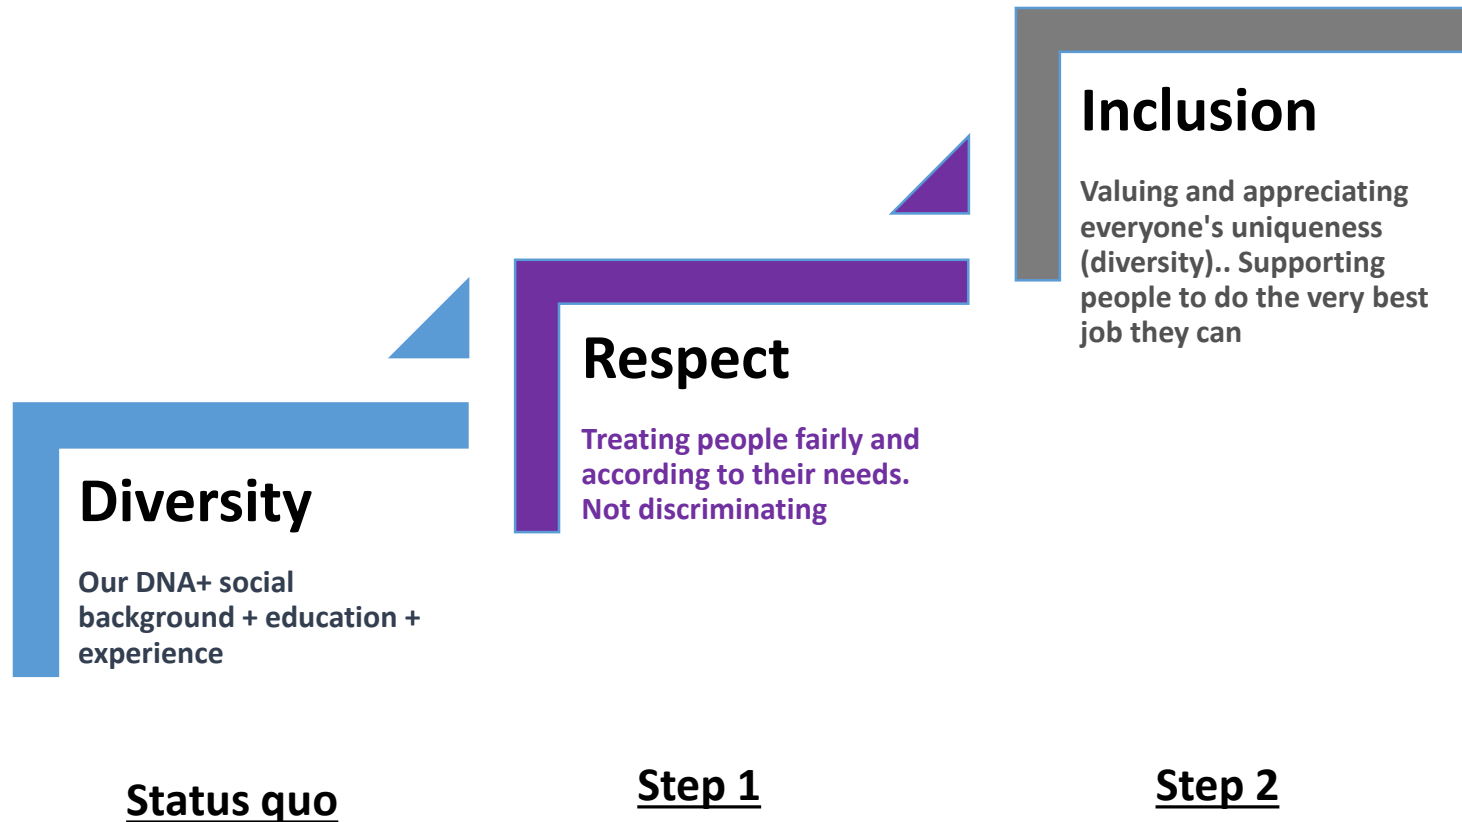 Diversity
Our DNA+ social
background + education +
experience
Status quo
Respect
Treating people fairly and
according to their needs.
Not discriminating
Step 1
Inclusion
Valuing and appreciating
everyone's uniqueness
(diversity).. Supporting
people to do the very best
job they can
Step 2